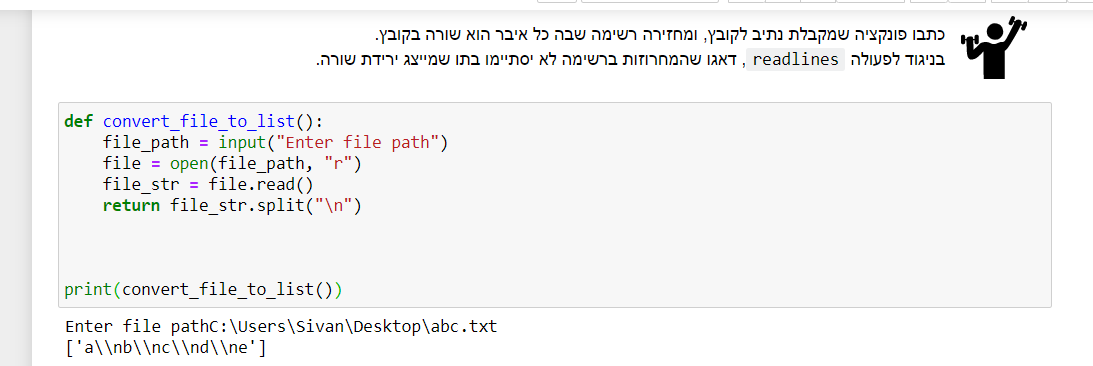 כתבו פונקציה שמקבלת נתיב לקובץ, ומחזירה רשימה שבה כל איבר הוא שורה בקובץ.
בניגוד לפעולה readlines, דאגו שהמחרוזות ברשימה לא יסתיימו בתו שמייצג ירידת שורה.
def convert_file_to_list():
    file_path = input("Enter file path")
    file = open(file_path, "r")
    file_str = file.read()
    return file_str.split("\n")
print(convert_file_to_list())
Enter file pathC:\Users\Sivan\Desktop\abc.txt
['a\\nb\\nc\\nd\\ne']